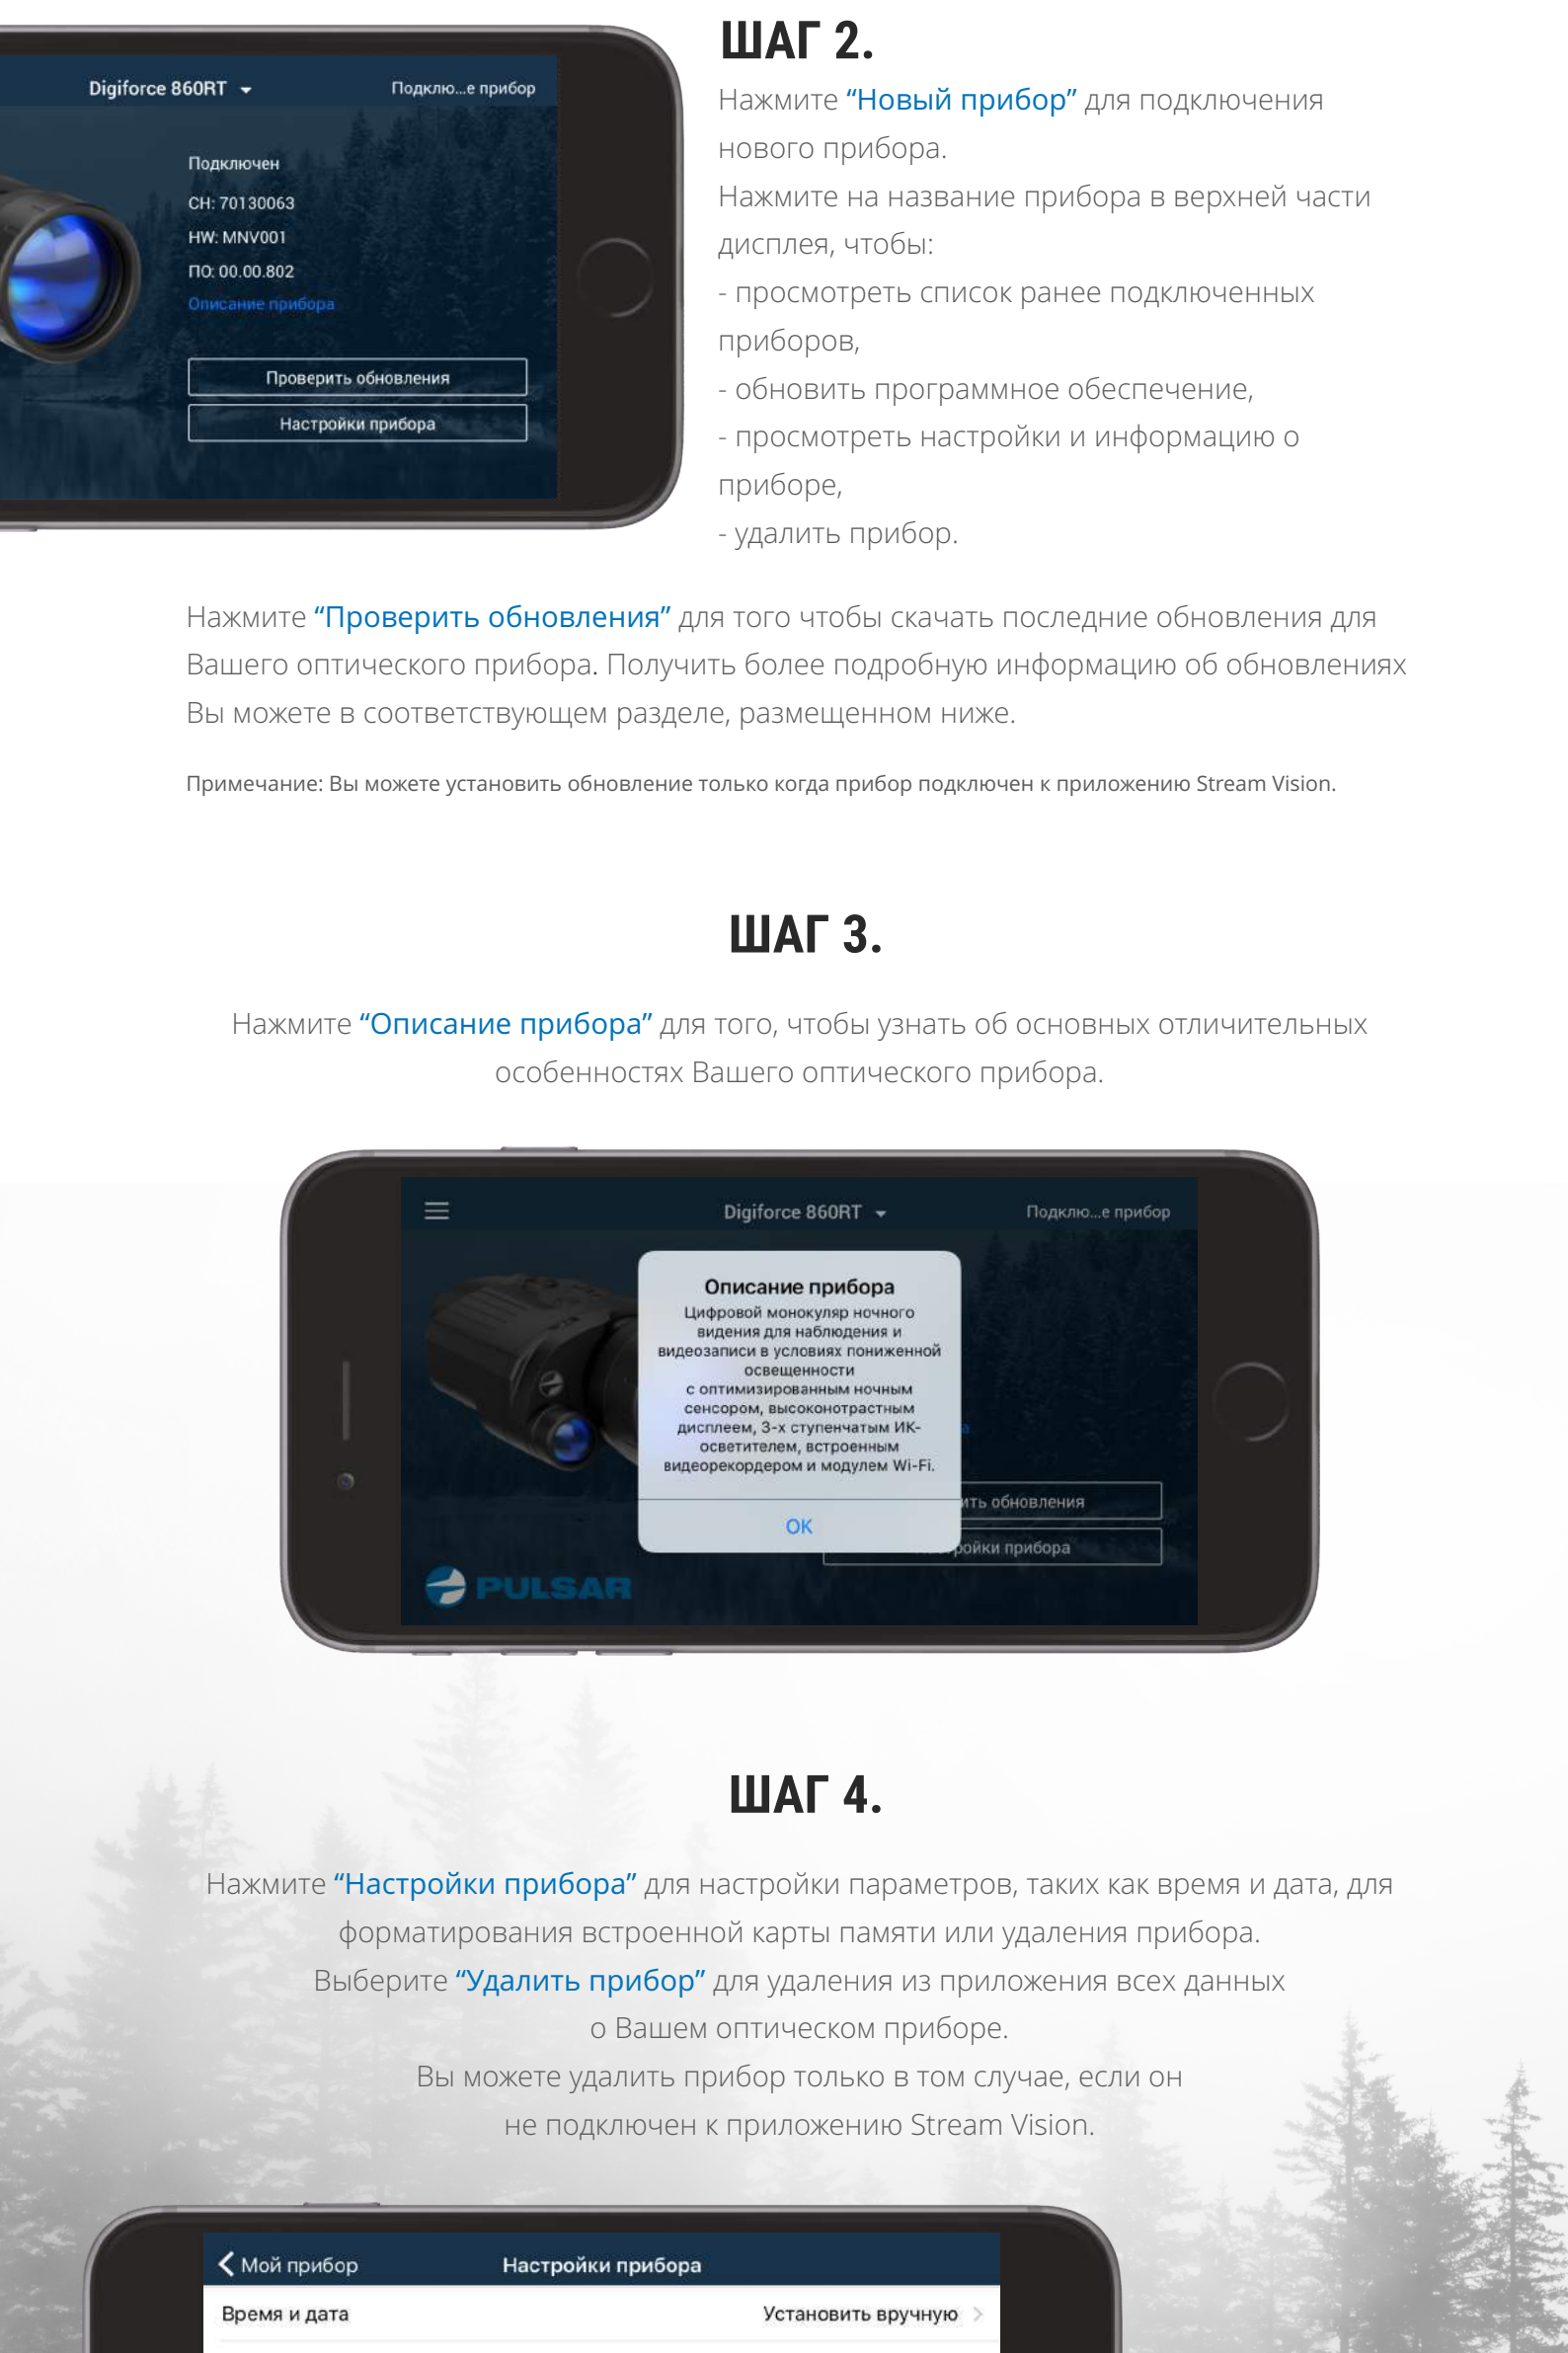 Digiforce 860RT
Подклю...е прибор
Подключен
СН: 70130063
HW: MNV001
ПО: 00.00.802
Описание прибора
Проверить обновления
Настройки прибора
ШАГ 2.
Нажмите “Новый прибор” для подключения
нового прибора.
Нажмите на название прибора в верхней части
дисплея, чтобы:
- просмотреть список ранее подключенных
приборов,
- обновить программное обеспечение,
- просмотреть настройки и информацию о
приборе,
- удалить прибор.
Нажмите “Проверить обновления” для того чтобы скачать последние обновления для
Вашего оптического прибора. Получить более подробную информацию об обновлениях
Вы можете в соответствующем разделе, размещенном ниже.
Примечание: Вы можете установить обновление только когда прибор подключен к приложению Stream Vision.
ШАГ 3.
Нажмите “Описание прибора” для того, чтобы узнать об основных отличительных
особенностях Вашего оптического прибора.
Digiforce 860RT
Подклю...е прибор
Описание прибора
Цифровой монокуляр ночного
видения для наблюдения и
видеозаписи в условиях пониженной
освещенности
с оптимизированным ночным
сенсором, высоконотрастным
дисплеем, 3-х ступенчатым ИК-
осветителем, встроенным
видеорекордером и модулем Wi-Fi.
OK
а
ить обновления
ройки прибора
PULSAR
ШАГ 4.
Нажмите “Настройки прибора” для настройки параметров, таких как время и дата, для
форматирования встроенной карты памяти или удаления прибора.
Выберите “Удалить прибор” для удаления из приложения всех данных
о Вашем оптическом приборе.
Вы можете удалить прибор только в том случае, если он
не подключен к приложению Stream Vision.
Мой прибор
Настройки прибора
Время и дата
Установить вручную